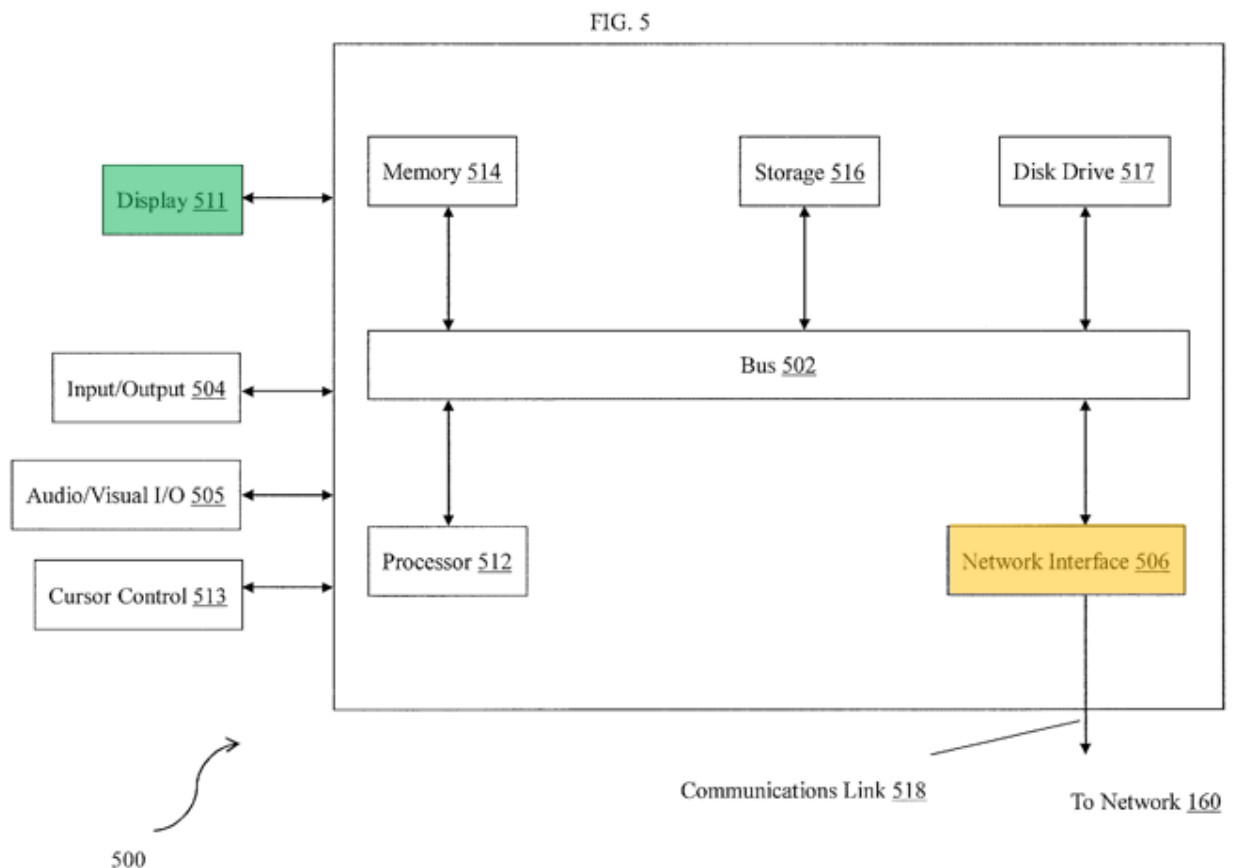 FIG. 5
Memory 514
Storage 516
Disk Drive 517
Display 511
Bus 502
Input/Output 504
Audio/Visual I/O 505
Processor 512
Network Interface 506
Cursor Control 513
Communications Link 518
To Network 160
500